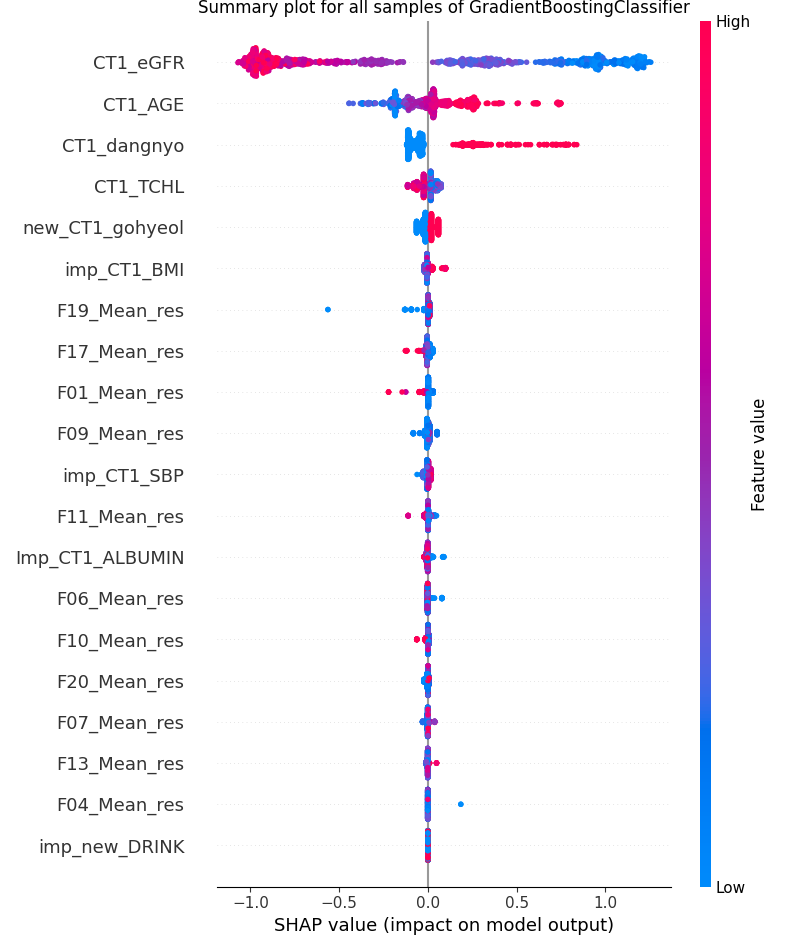 Summary plot for all samples of GradientBoostingClassifier
High
CT1_eGFR
CT1_AGE
CT1_dangnyo
CT1_TCHL
new_CT1_gohyeol
imp_CT1_BMI
F19_Mean_res
F17_Mean_res
F01_Mean_res
F09_Mean_res
imp_CT1_SBP
F11_Mean_res
Imp_CT1_ALBUMIN
F06_Mean_res
F10_Mean_res
F20_Mean_res
F07_Mean_res
F13_Mean_res
F04_Mean_res
imp_new_DRINK
Feature value
Low
−1.0 −0.5 0.0 0.5 1.0
SHAP value (impact on model output)